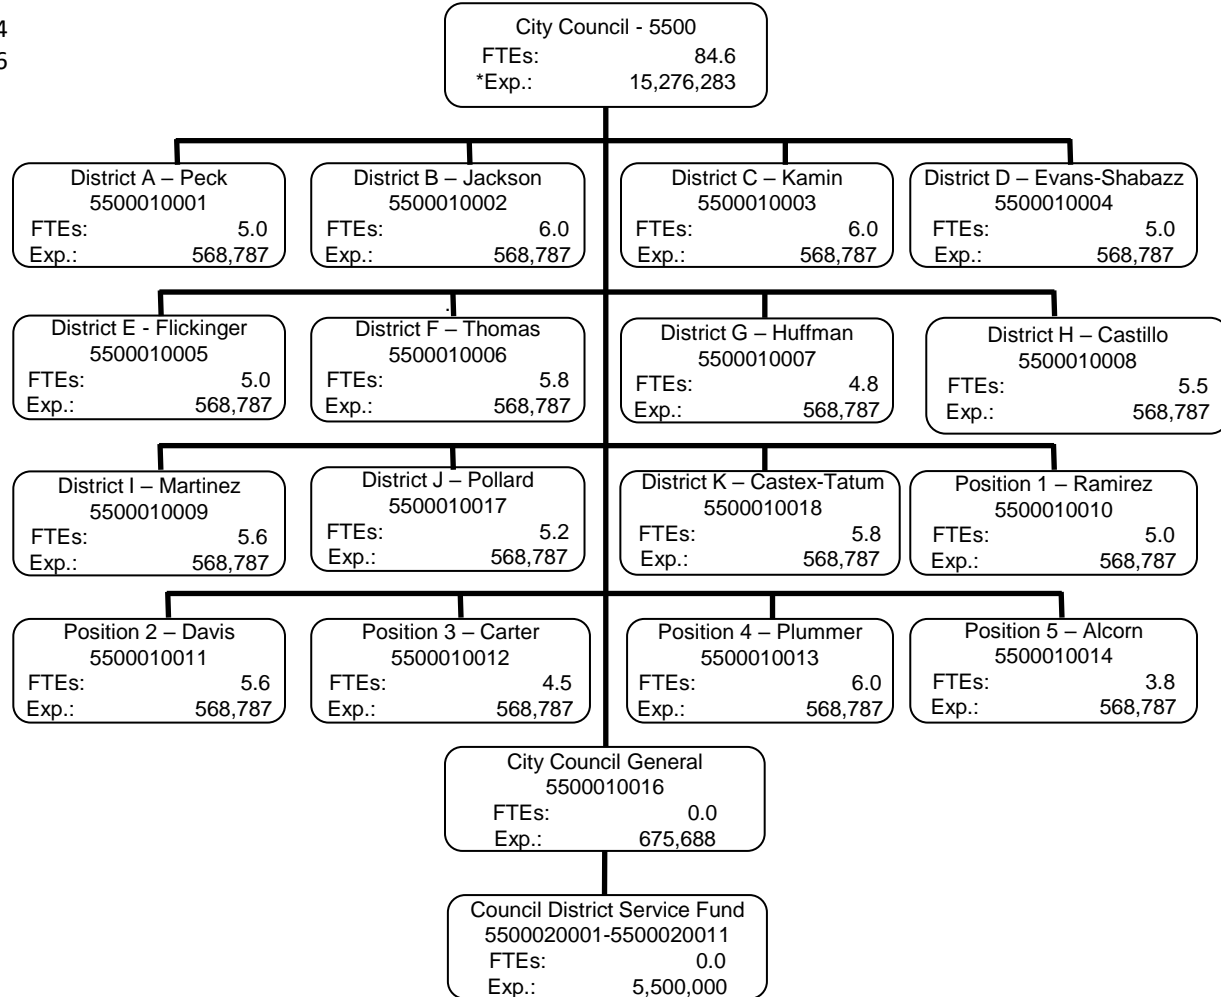 4
6
City Council - 5500
FTEs: 84.6
*Exp.: 15,276,283
District A – Peck
5500010001
FTEs: 5.0
Exp.: 568,787
District B – Jackson
5500010002
FTEs: 6.0
Exp.: 568,787
District C – Kamin
5500010003
FTEs: 6.0
Exp.: 568,787
District D – Evans-Shabazz
5500010004
FTEs: 5.0
Exp.: 568,787
District E - Flickinger
5500010005
FTEs: 5.0
Exp.: 568,787
.
District F – Thomas
5500010006
FTEs: 5.8
Exp.: 568,787
District G – Huffman
5500010007
FTEs: 4.8
Exp.: 568,787
District H – Castillo
5500010008
FTEs: 5.5
Exp.: 568,787
District I – Martinez
5500010009
FTEs: 5.6
Exp.: 568,787
District J – Pollard
5500010017
FTEs: 5.2
Exp.: 568,787
District K – Castex-Tatum
5500010018
FTEs: 5.8
Exp.: 568,787
Position 1 – Ramirez
5500010010
FTEs: 5.0
Exp.: 568,787
Position 2 – Davis
5500010011
FTEs: 5.6
Exp.: 568,787
Position 3 – Carter
5500010012
FTEs: 4.5
Exp.: 568,787
Position 4 – Plummer
5500010013
FTEs: 6.0
Exp.: 568,787
Position 5 – Alcorn
5500010014
FTEs: 3.8
Exp.: 568,787
City Council General
5500010016
FTEs: 0.0
Exp.: 675,688
Council District Service Fund
5500020001-5500020011
FTEs: 0.0
Exp.: 5,500,000